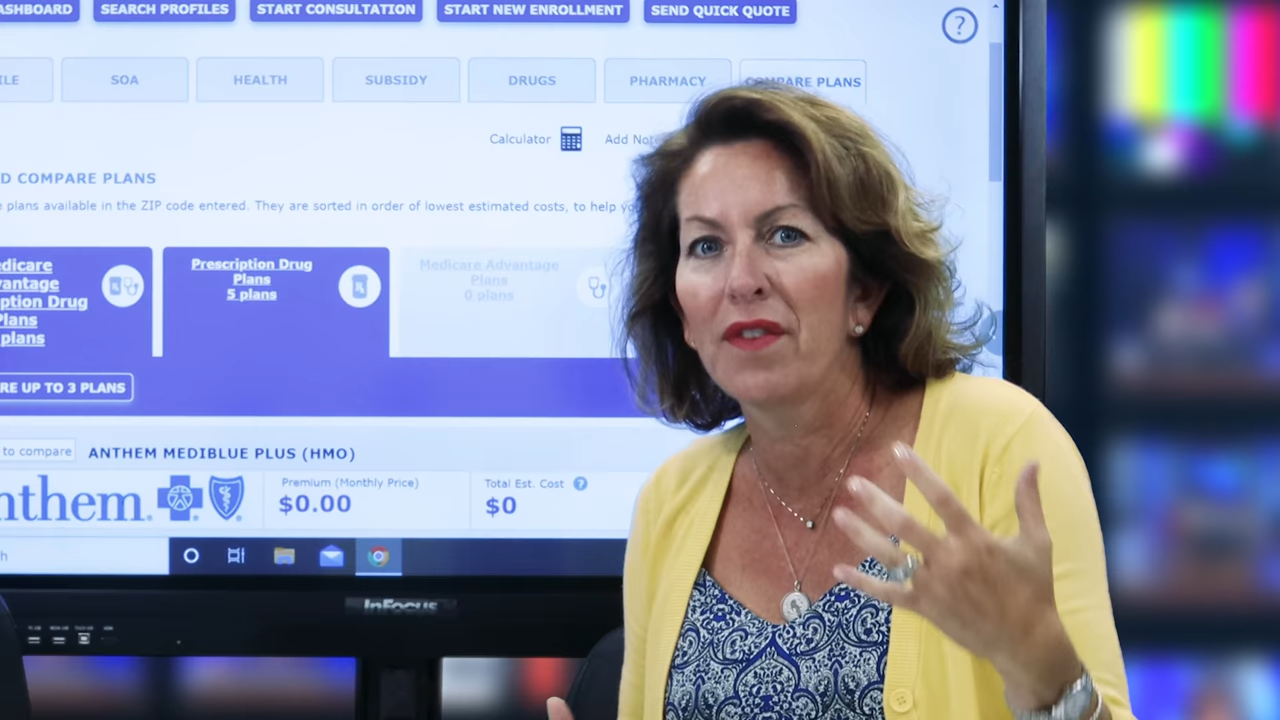 ASHBOARD SEARCH PROFILES START CONSULTATION START NEW ENROLLMENT SEND QUICK QUOTE
?
ILE SOA HEALTH SUBSIDY DRUGS PHARMACY COMPARE PLANS
Calculator Add Note
D COMPARE PLANS
e plans available in the ZIP code entered. They are sorted in order of lowest estimated costs, to help yo
edicare
vantage
ption Drug
Plans
plans
Prescription Drug
Plans
5 plans
Medicare Advantage
Plans
0 plans
RE UP TO 3 PLANS
to compare ANTHEM MEDIBLUE PLUS (HMO)
nthem.
Premium (Monthly Price)
$0.00
Total Est. Cost ?
$0
h
InFocus